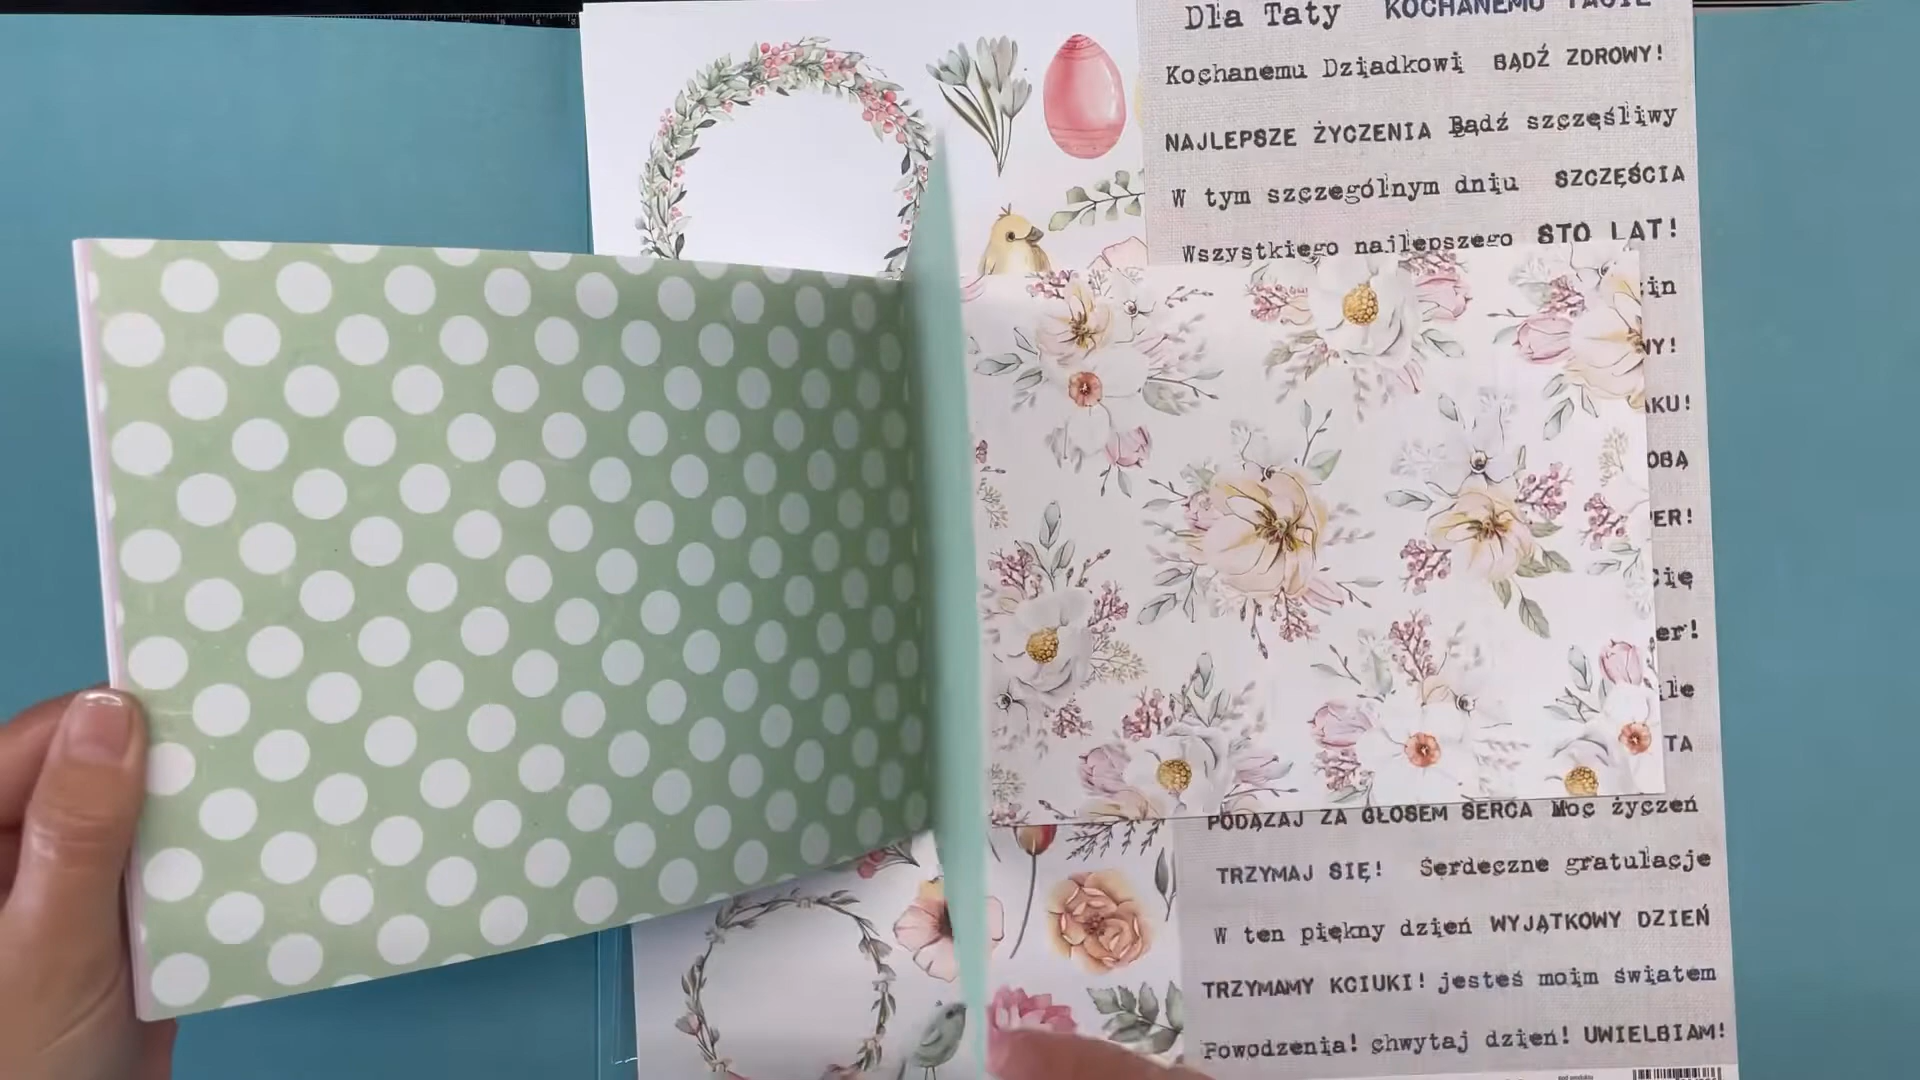 Dla Taty KOCHANEMU TACIE
Kochanemu Dziadkowi BĄDŹ ZDROWY!
NAJLEPSZE ŻYCZENIA Bądź szczęśliwy
W tym szczególnym dniu SZCZĘŚCIA
Wszystkiego najlepszego STO LAT!
PODĄŻAJ ZA GŁOSEM SERCA Moc życzeń
TRZYMAJ SIĘ! Serdeczne gratulacje
W ten piękny dzień WYJĄTKOWY DZIEŃ
TRZYMAMY KCIUKI! jesteś moim światem
Powodzenia! chwytaj dzień! UWIELBIAM!